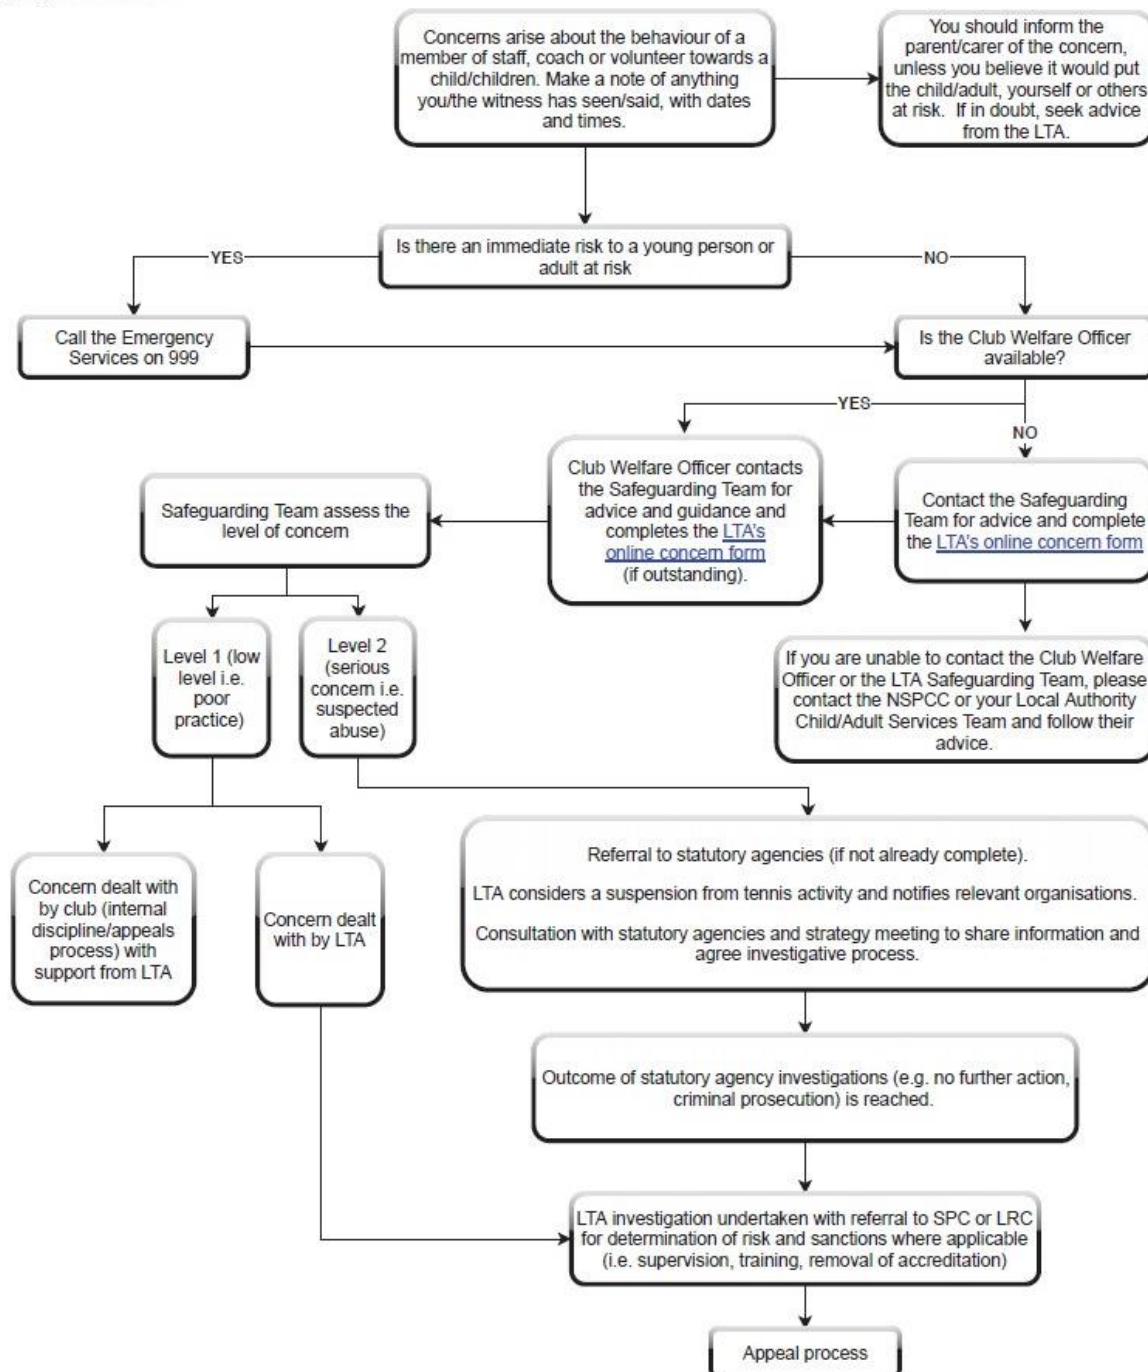 Concerns arise about the behaviour of a
member of staff, coach or volunteer towards a
child/children. Make a note of anything
you/the witness has seen/said, with dates
and times.
You should inform the
parent/carer of the concern,
unless you believe it would put
the child/adult, yourself or others
at risk. If in doubt, seek advice
from the LTA.
Is there an immediate risk to a young person or
adult at risk
YES
NO
Call the Emergency
Services on 999
Is the Club Welfare Officer
available?
YES
NO
Club Welfare Officer contacts
the Safeguarding Team for
advice and guidance and
completes the LTA's
online concern form
(if outstanding).
Contact the Safeguarding
Team for advice and complete
the LTA's online concern form
Safeguarding Team assess the
level of concern
Level 1 (low
level i.e.
poor
practice)
Level 2
(serious
concern i.e.
suspected
abuse)
If you are unable to contact the Club Welfare
Officer or the LTA Safeguarding Team, please
contact the NSPCC or your Local Authority
Child/Adult Services Team and follow their
advice.
Concern dealt with
by club (internal
discipline/appeals
process) with
support from LTA
Concern dealt
with by LTA
Referral to statutory agencies (if not already complete).
LTA considers a suspension from tennis activity and notifies relevant organisations.
Consultation with statutory agencies and strategy meeting to share information and
agree investigative process.
Outcome of statutory agency investigations (e.g. no further action,
criminal prosecution) is reached.
LTA investigation undertaken with referral to SPC or LRC
for determination of risk and sanctions where applicable
(i.e. supervision, training, removal of accreditation)
Appeal process